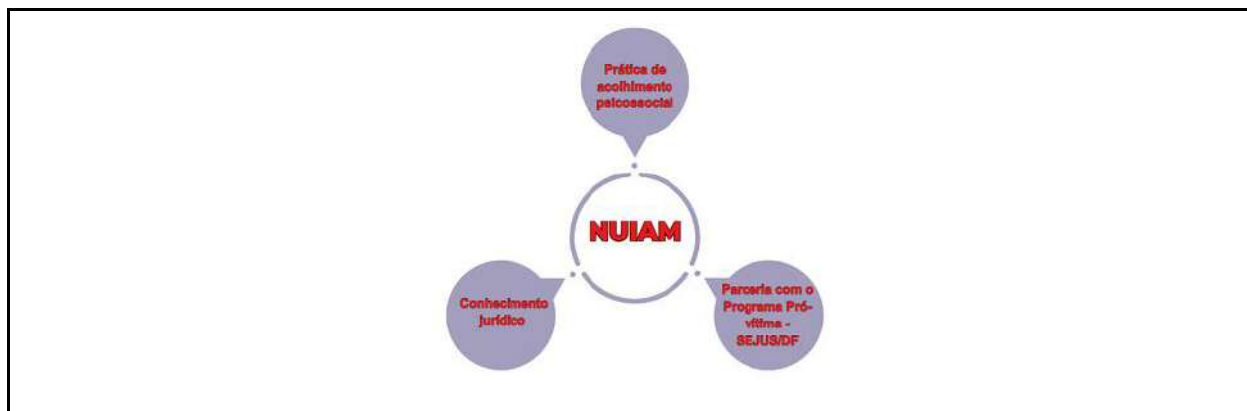 Prática de
acolhimento
psicossocial
NUIAM
Conhecimento
jurídico
Parceria com o
Programa Pró-
vítima -
SEJUS/DF